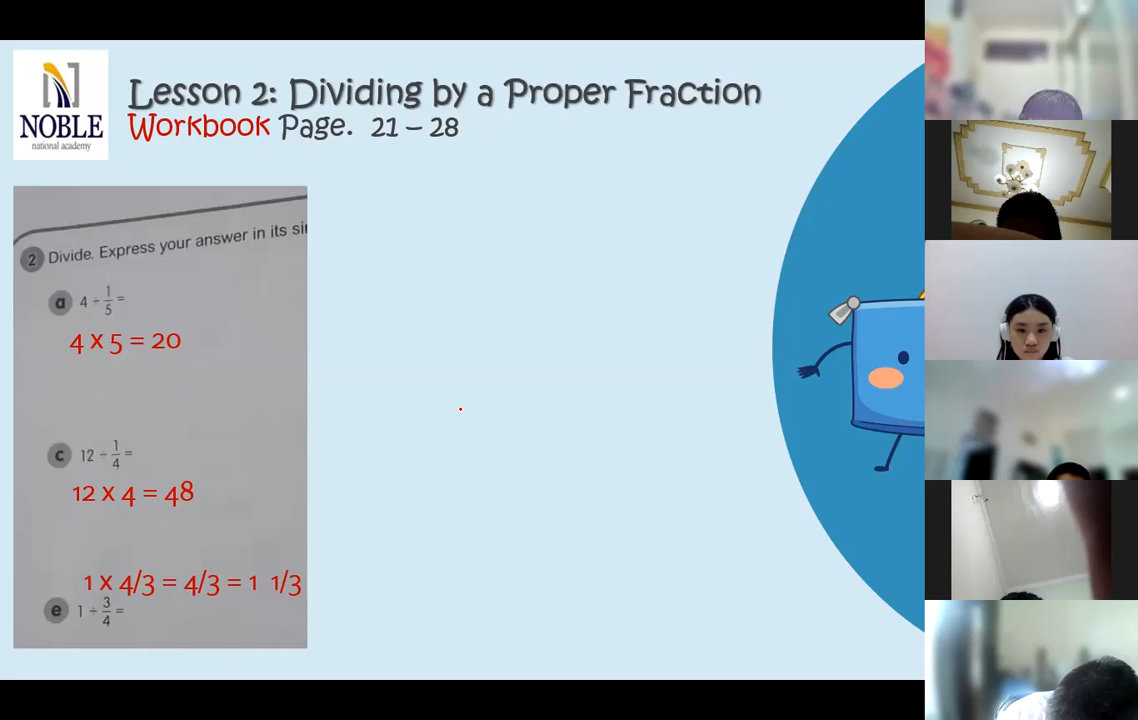 NOBLE
national academy
Lesson 2: Dividing by a Proper Fraction
Workbook Page. 21 – 28
2 Divide. Express your answer in its
a 4 ÷ 1/5 =
4 x 5 = 20
c 12 ÷ 1/4 =
12 x 4 = 48
1 x 4/3 = 4/3 = 1 1/3
e 1 ÷ 3/4 =